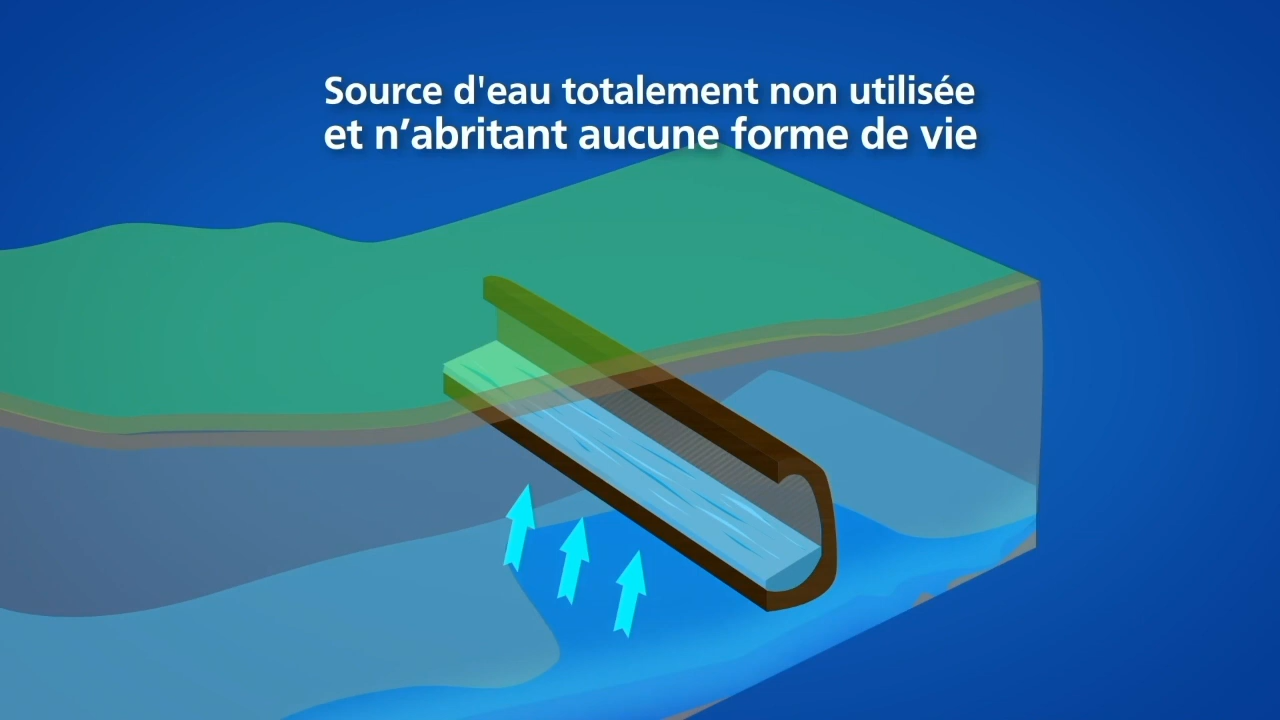 Source d'eau totalement non utilisée
et n’abritant aucune forme de vie